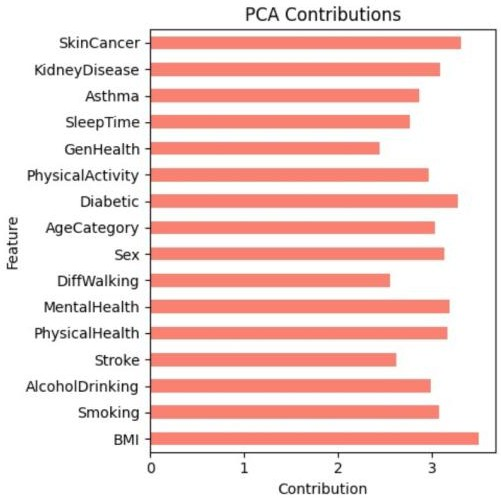 PCA Contributions
SkinCancer
KidneyDisease
Asthma
SleepTime
GenHealth
PhysicalActivity
Diabetic
AgeCategory
Sex
DiffWalking
MentalHealth
PhysicalHealth
Stroke
AlcoholDrinking
Smoking
BMI
Feature
0 1 2 3
Contribution